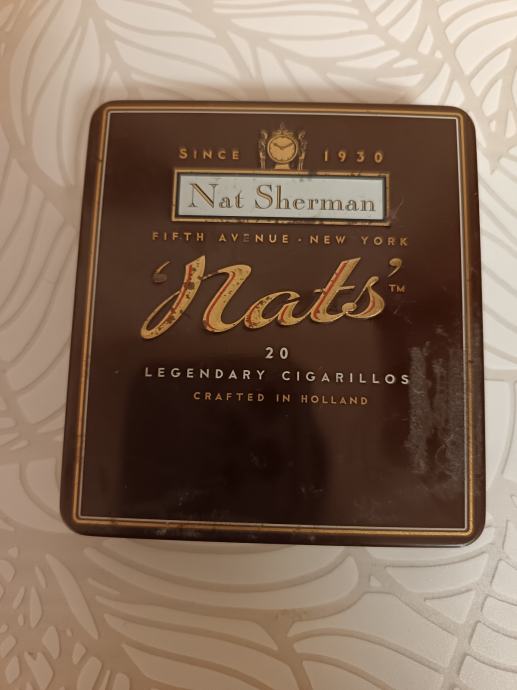 SINCE 1930
Nat Sherman
FIFTH AVENUE · NEW YORK
'Nats'™
20
LEGENDARY CIGARILLOS
CRAFTED IN HOLLAND